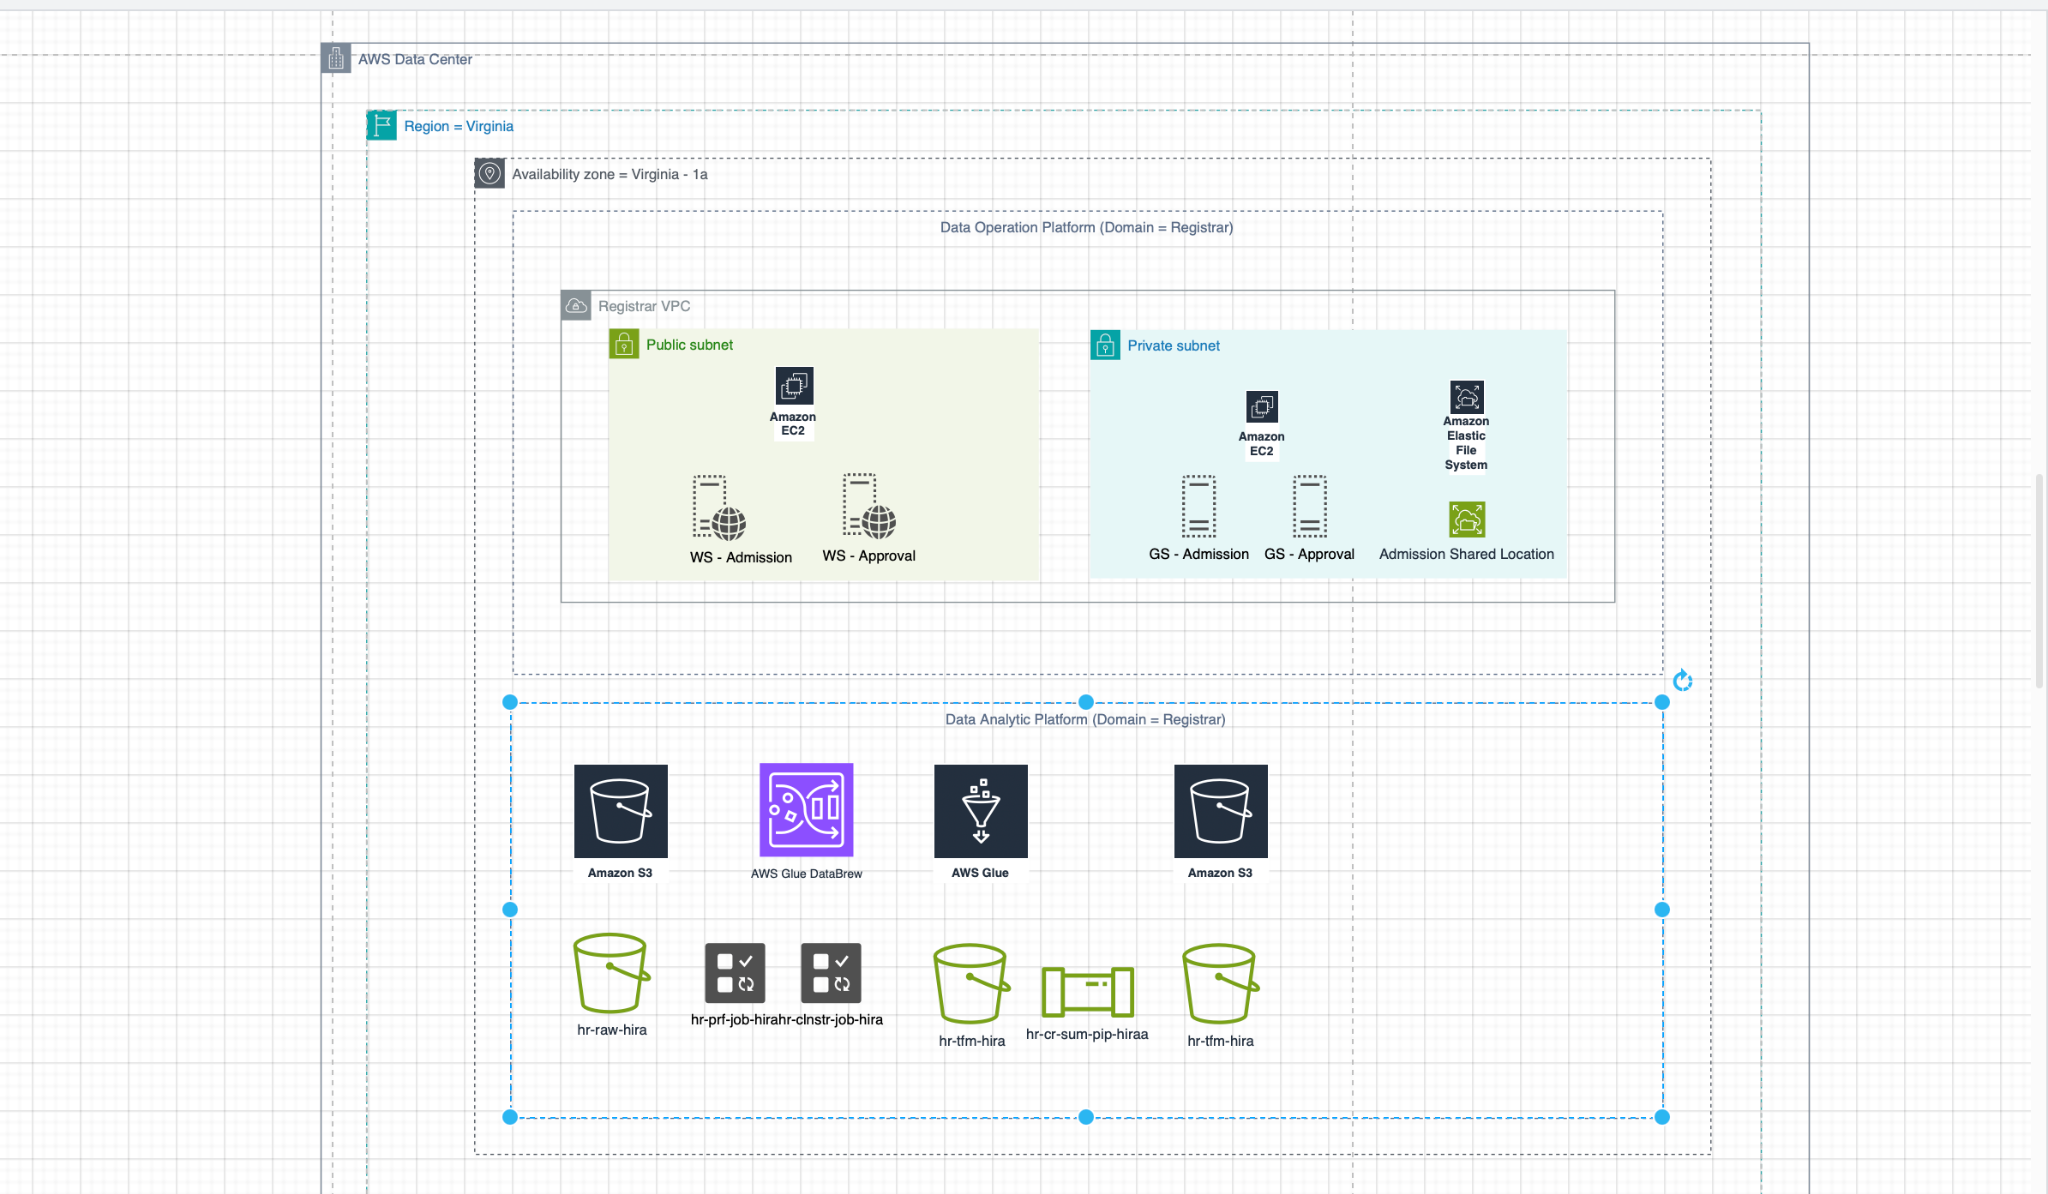 AWS Data Center
Region = Virginia
Availability zone = Virginia - 1a
Data Operation Platform (Domain = Registrar)
Registrar VPC
Public subnet
Private subnet
Amazon
EC2
Amazon
EC2
Amazon
Elastic
File
System
WS - Admission
WS - Approval
GS - Admission
GS - Approval
Admission Shared Location
Data Analytic Platform (Domain = Registrar)
Amazon S3
AWS Glue DataBrew
AWS Glue
Amazon S3
hr-raw-hira
hr-prf-job-hirahr-clnstr-job-hira
hr-tfm-hira
hr-cr-sum-pip-hiraa
hr-tfm-hira